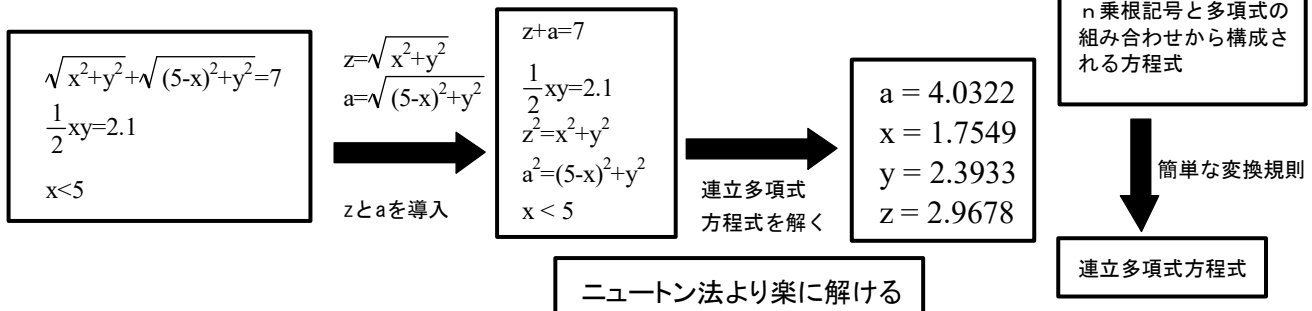 √x²+y²+√(5-x)²+y²=7
1/2xy=2.1
x<5
z=√x²+y²
a=√(5-x)²+y²
zとaを導入
z+a=7
1/2xy=2.1
z²=x²+y²
a²=(5-x)²+y²
x < 5
連立多項式
方程式を解く
a = 4.0322
x = 1.7549
y = 2.3933
z = 2.9678
ｎ乗根記号と多項式の
組み合わせから構成さ
れる方程式
簡単な変換規則
連立多項式方程式
ニュートン法より楽に解ける